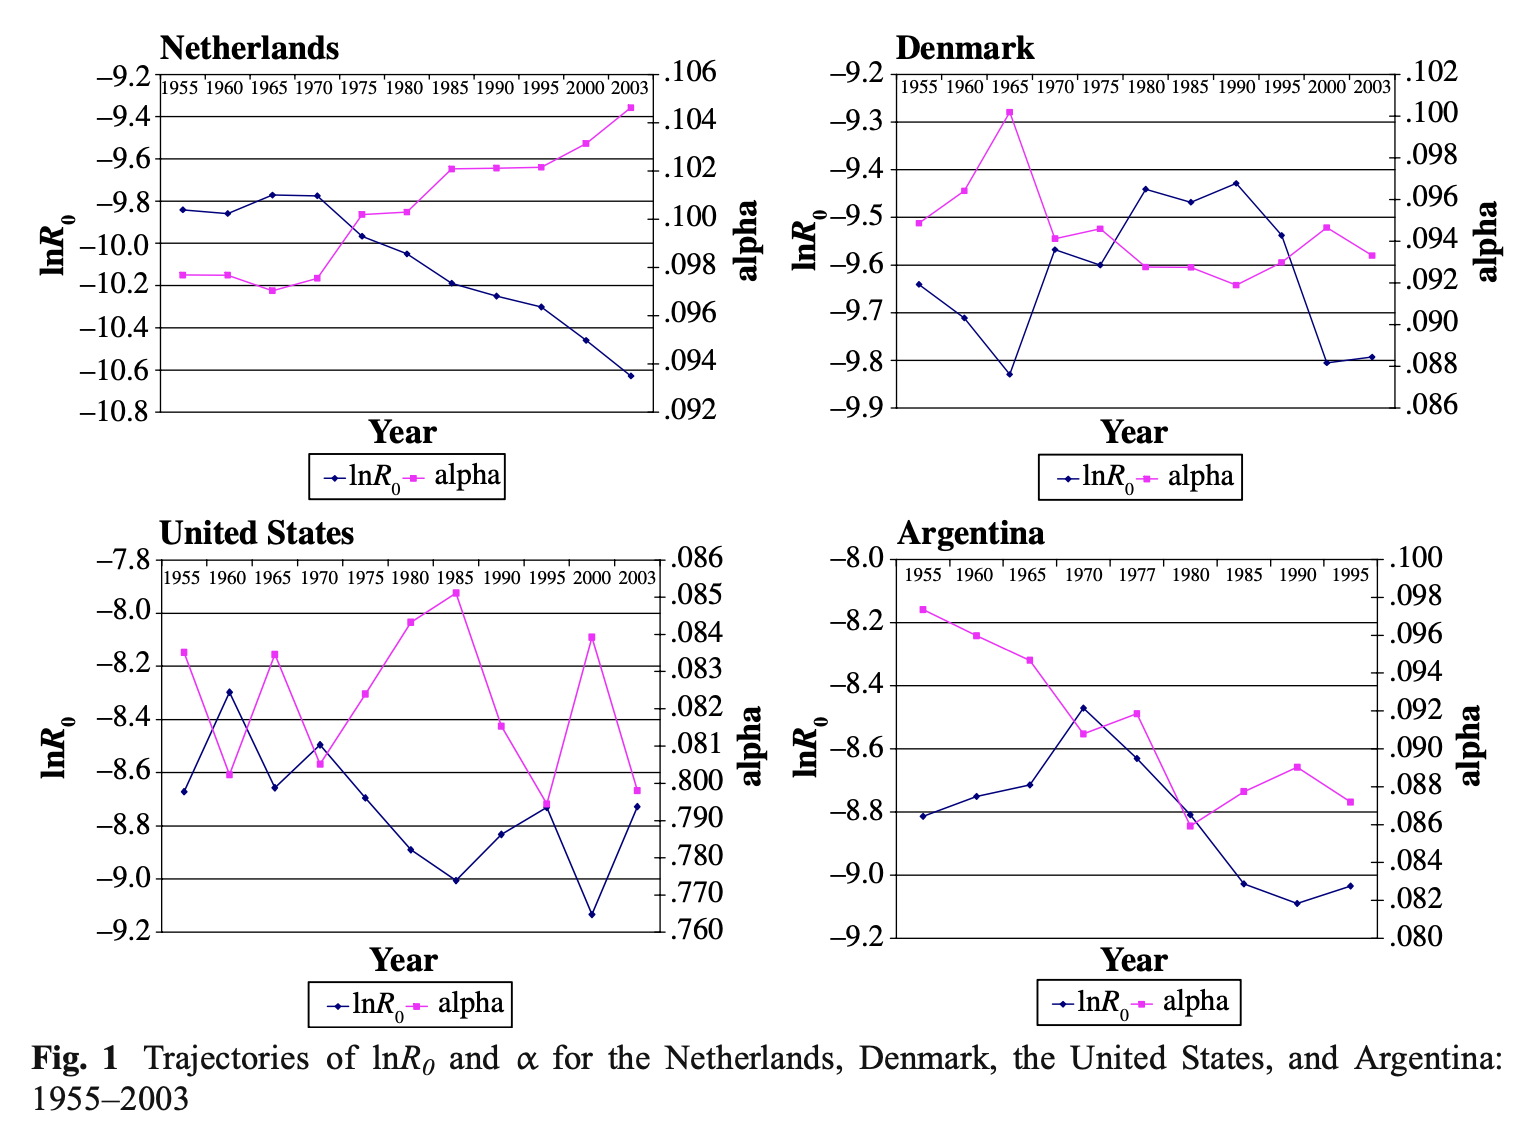 Netherlands
1955 1960 1965 1970 1975 1980 1985 1990 1995 2000 2003
–9.2
–9.4
–9.6
–9.8
–10.0
–10.2
–10.4
–10.6
–10.8
lnR0
.106
.104
.102
.100
.098
.096
.094
.092
alpha
Year
lnR0 alpha
Denmark
1955 1960 1965 1970 1975 1980 1985 1990 1995 2000 2003
–9.2
–9.3
–9.4
–9.5
–9.6
–9.7
–9.8
–9.9
lnR0
.102
.100
.098
.096
.094
.092
.090
.088
.086
alpha
Year
lnR0 alpha
United States
1955 1960 1965 1970 1975 1980 1985 1990 1995 2000 2003
–7.8
–8.0
–8.2
–8.4
–8.6
–8.8
–9.0
–9.2
lnR0
.086
.085
.084
.083
.082
.081
.800
.790
.780
.770
.760
alpha
Year
lnR0 alpha
Argentina
1955 1960 1965 1970 1977 1980 1985 1990 1995
–8.0
–8.2
–8.4
–8.6
–8.8
–9.0
–9.2
lnR0
.100
.098
.096
.094
.092
.090
.088
.086
.084
.082
.080
alpha
Year
lnR0 alpha
Fig. 1 Trajectories of lnR0 and α for the Netherlands, Denmark, the United States, and Argentina:
1955–2003